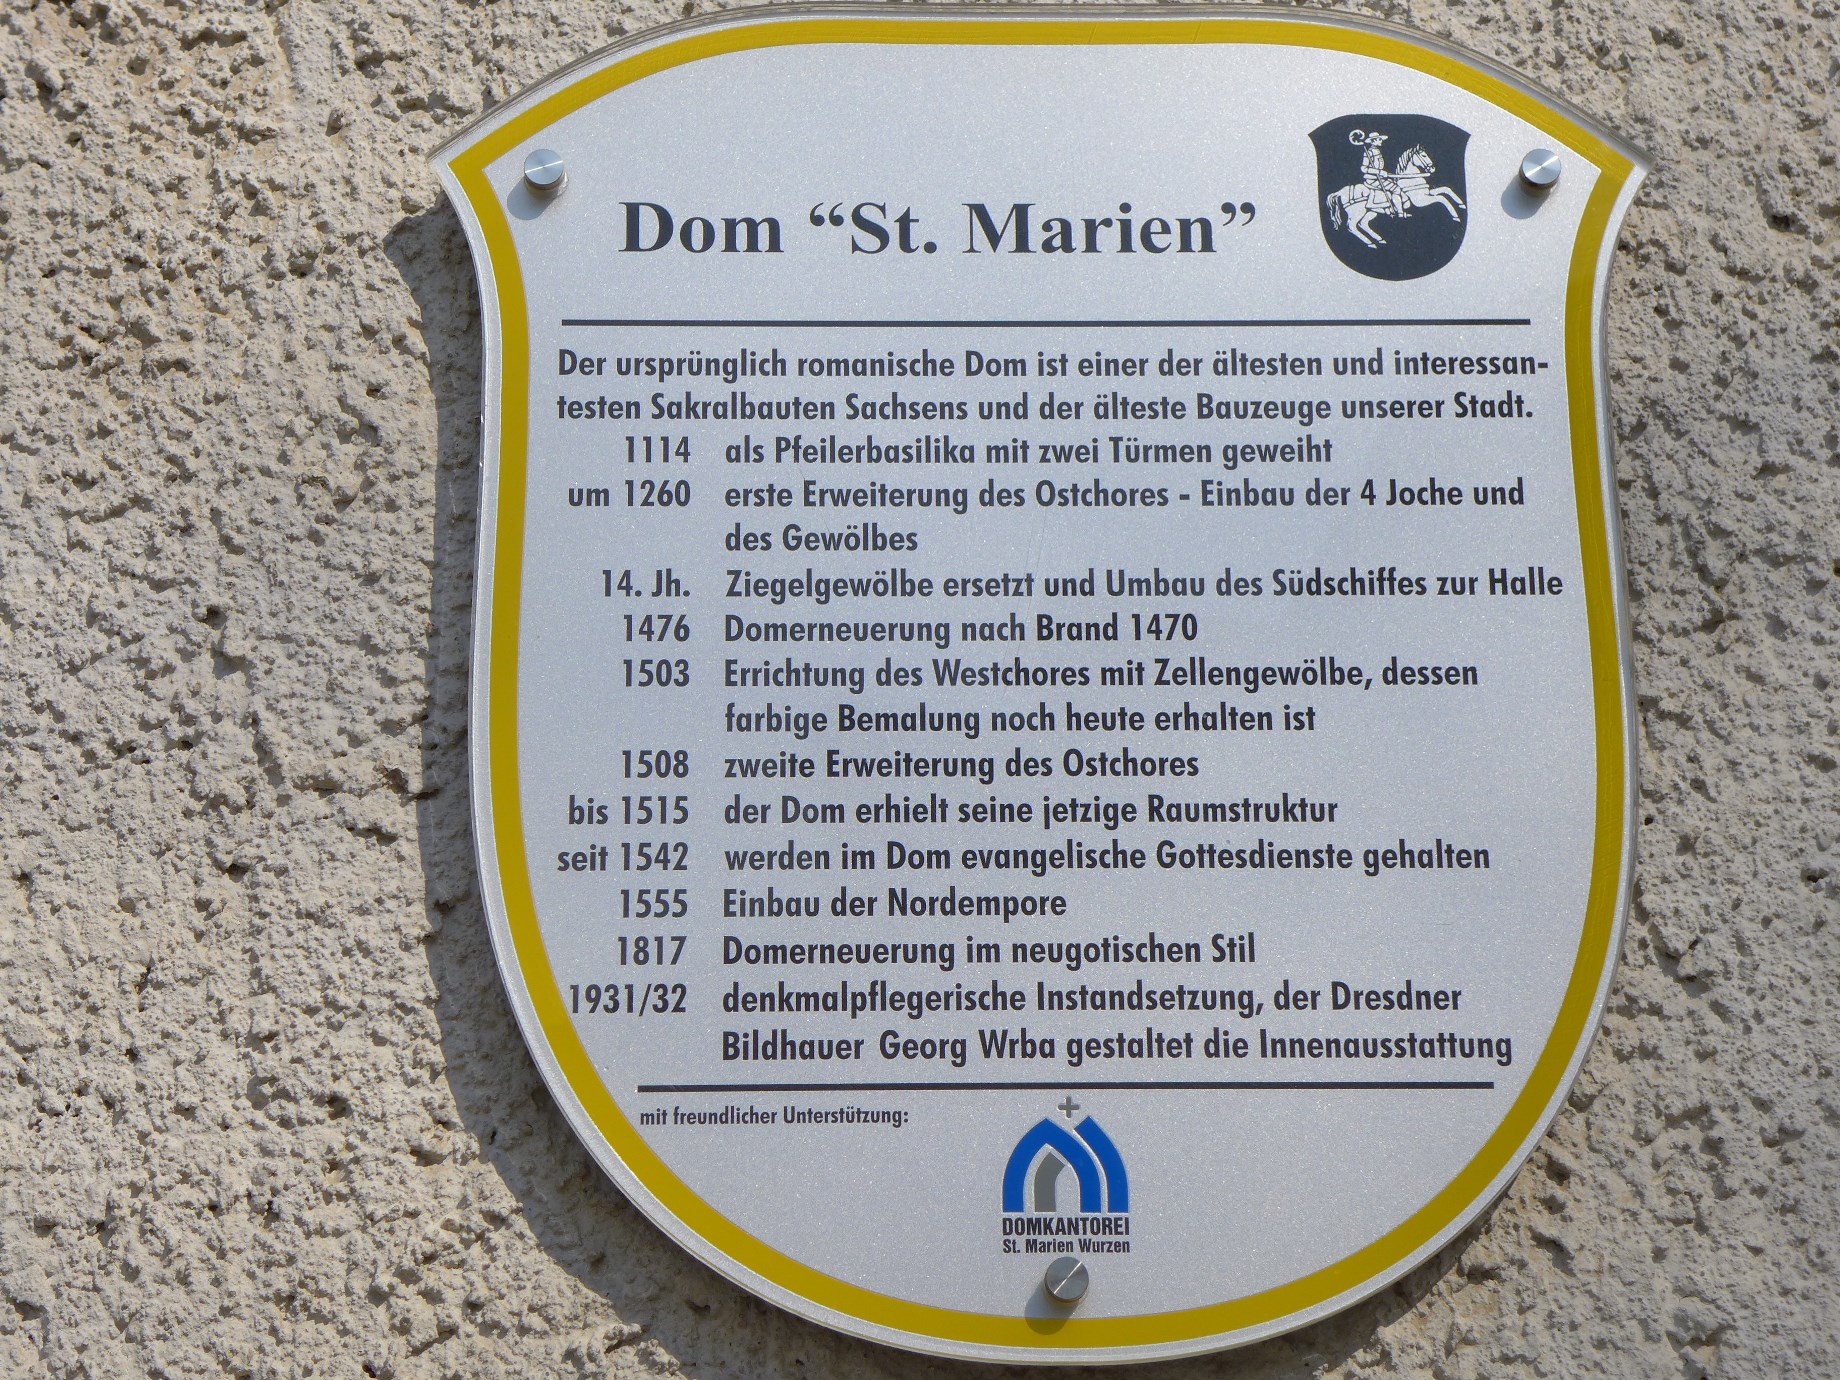 Dom “St. Marien”
Der ursprünglich romanische Dom ist einer der ältesten und interessan-
testen Sakralbauten Sachsens und der älteste Bauzeuge unserer Stadt.
1114 als Pfeilerbasilika mit zwei Türmen geweiht
um 1260 erste Erweiterung des Ostchores - Einbau der 4 Joche und
des Gewölbes
14. Jh. Ziegelgewölbe ersetzt und Umbau des Südschiffes zur Halle
1476 Domerneuerung nach Brand 1470
1503 Errichtung des Westchores mit Zellengewölbe, dessen
farbige Bemalung noch heute erhalten ist
1508 zweite Erweiterung des Ostchores
bis 1515 der Dom erhielt seine jetzige Raumstruktur
seit 1542 werden im Dom evangelische Gottesdienste gehalten
1555 Einbau der Nordempore
1817 Domerneuerung im neugotischen Stil
1931/32 denkmalpflegerische Instandsetzung, der Dresdner
Bildhauer Georg Wrba gestaltet die Innenausstattung
mit freundlicher Unterstützung:
DOMKANTOREI
St. Marien Wurzen